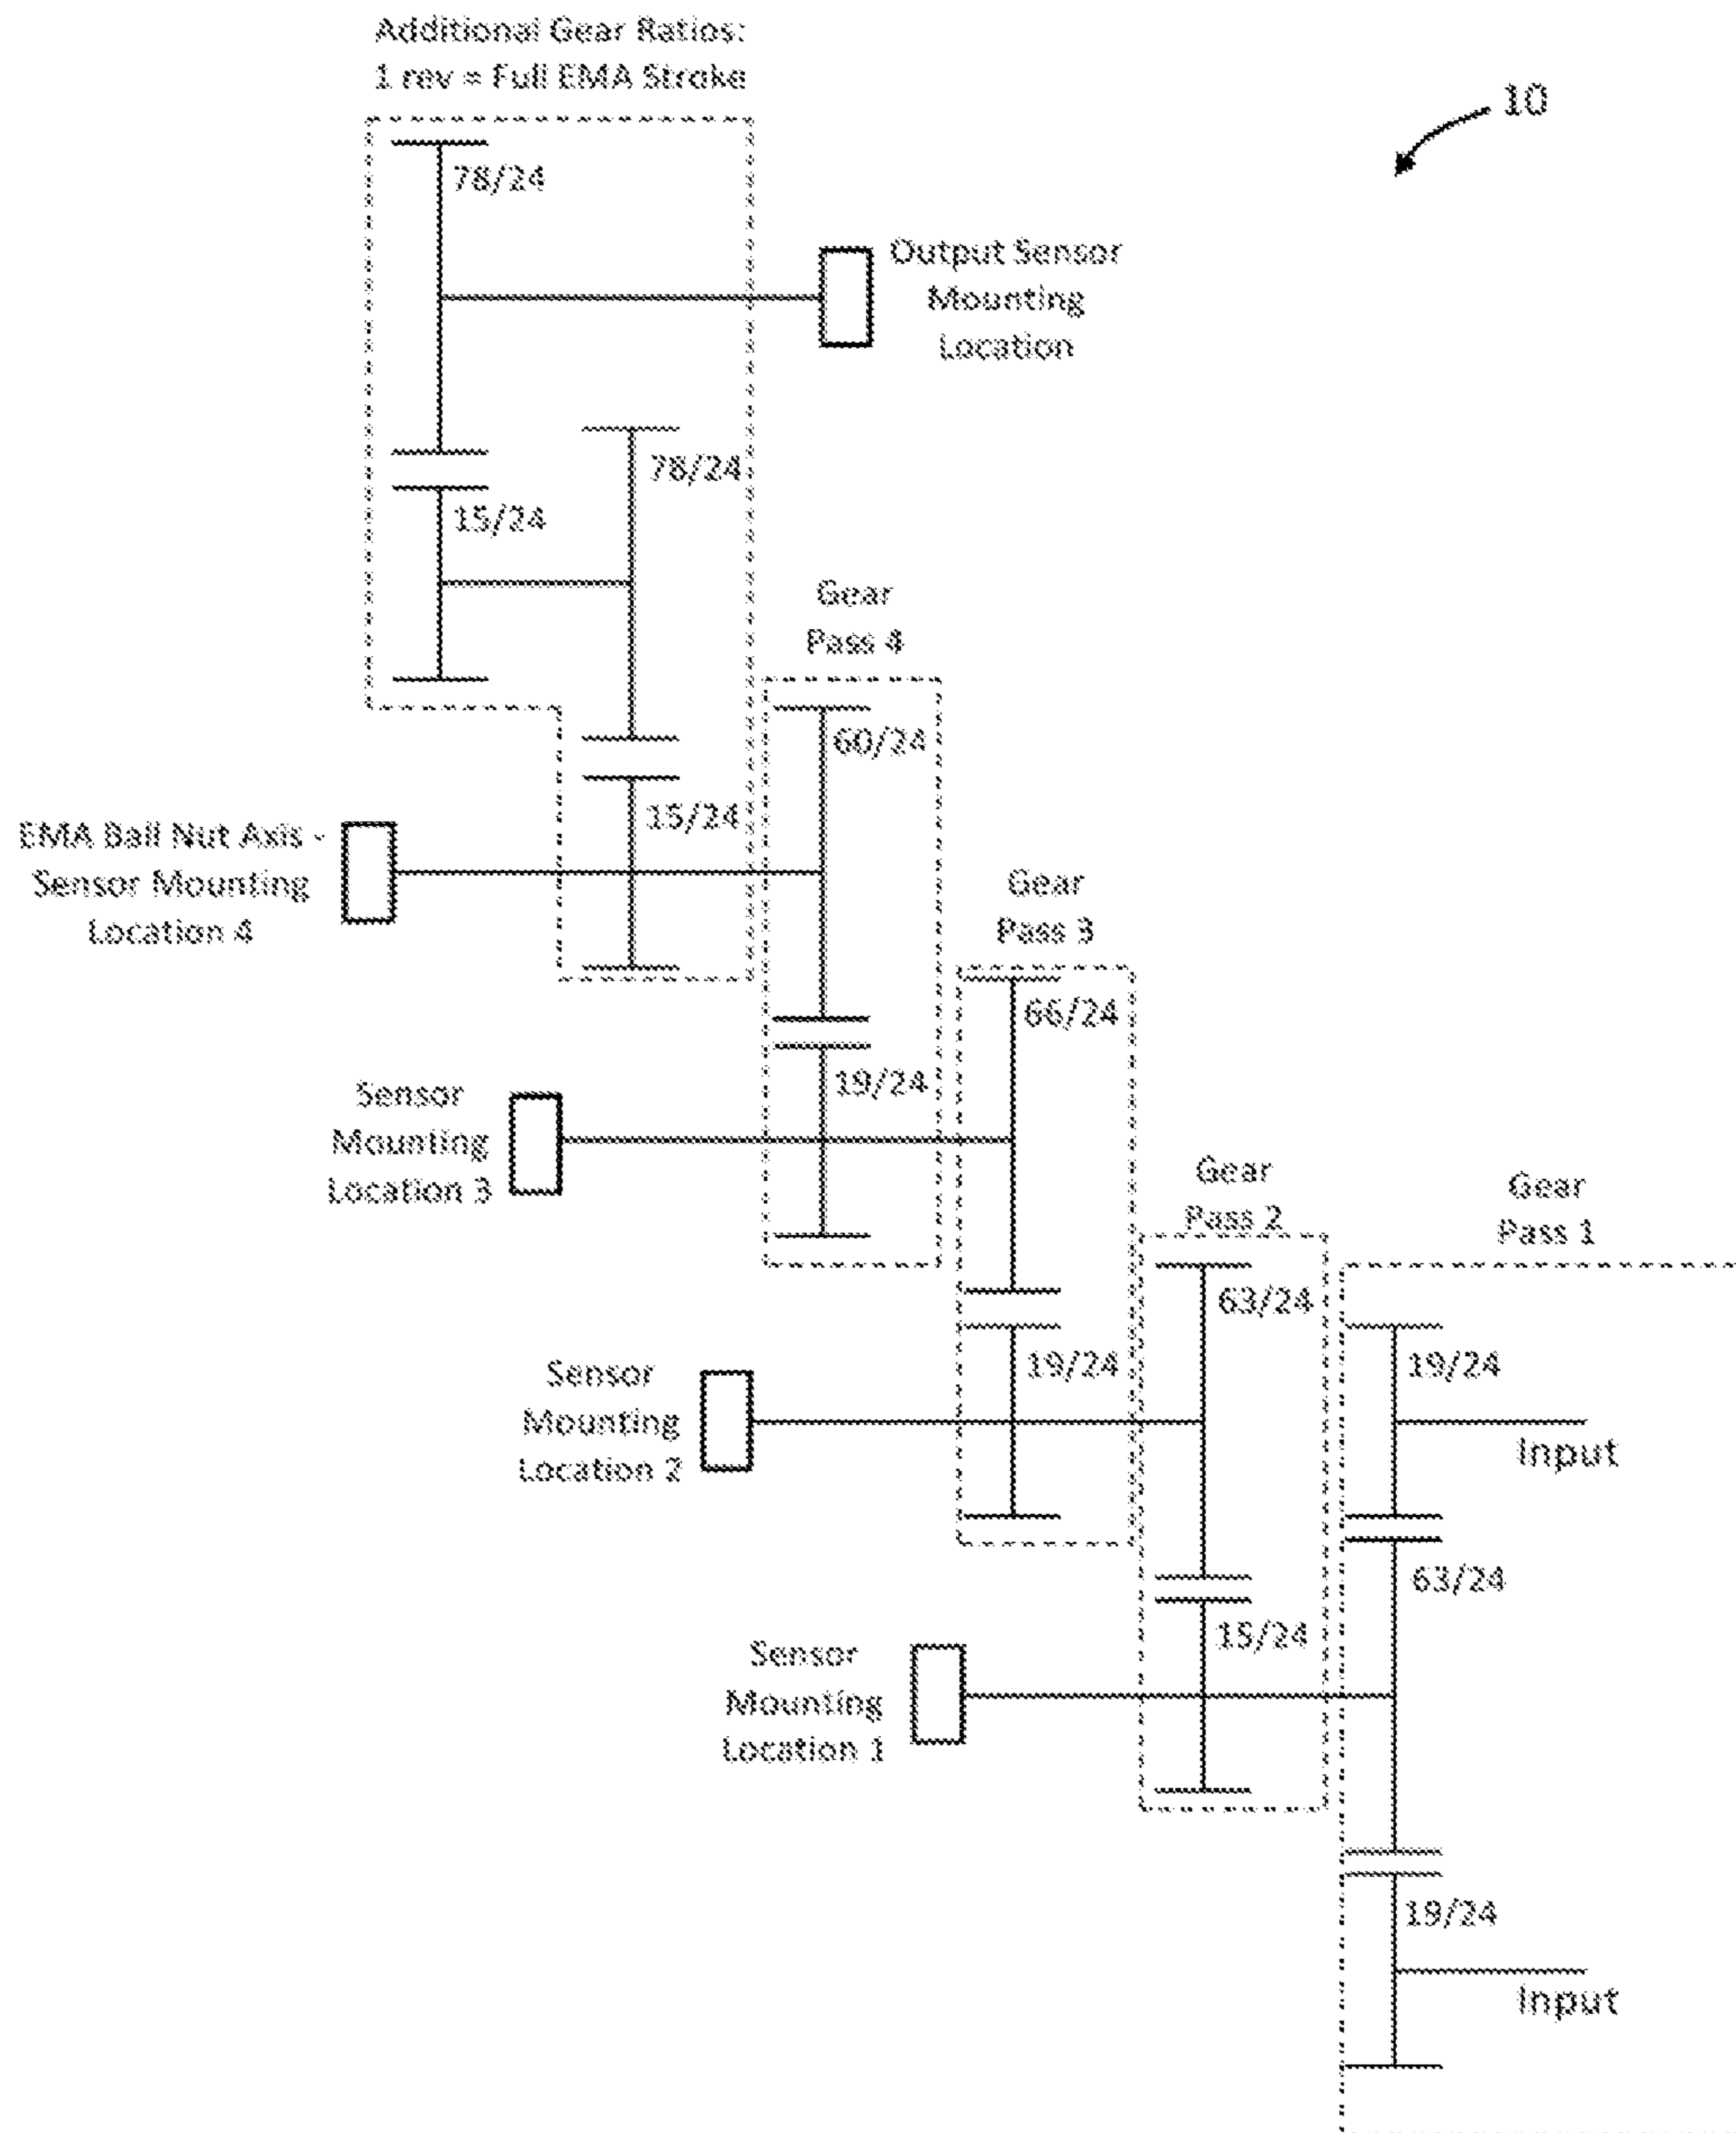 Additional Gear Ratios:
1 rev = Full EMA Stroke
10
78/24
Output Sensor
Mounting
Location
78/24
15/24
Gear
Pass 4
60/24
15/24
EMA Ball Nut Axis -
Sensor Mounting
Location 4
Gear
Pass 3
66/24
19/24
Sensor
Mounting
Location 3
Gear
Pass 2
Gear
Pass 1
63/24
19/24
19/24
Input
Sensor
Mounting
Location 2
63/24
15/24
Sensor
Mounting
Location 1
19/24
Input